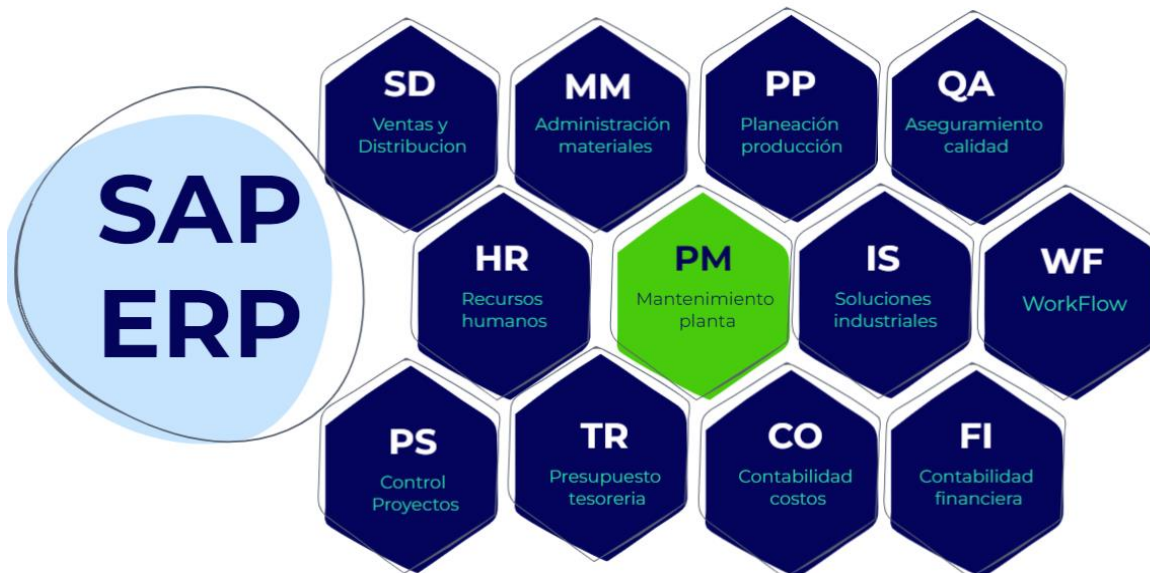 SAP
ERP
SD
Ventas y
Distribucion
MM
Administración
materiales
PP
Planeación
producción
QA
Aseguramiento
calidad
HR
Recursos
humanos
PM
Mantenimiento
planta
IS
Soluciones
industriales
WF
WorkFlow
PS
Control
Proyectos
TR
Presupuesto
tesoreria
CO
Contabilidad
costos
FI
Contabilidad
financiera